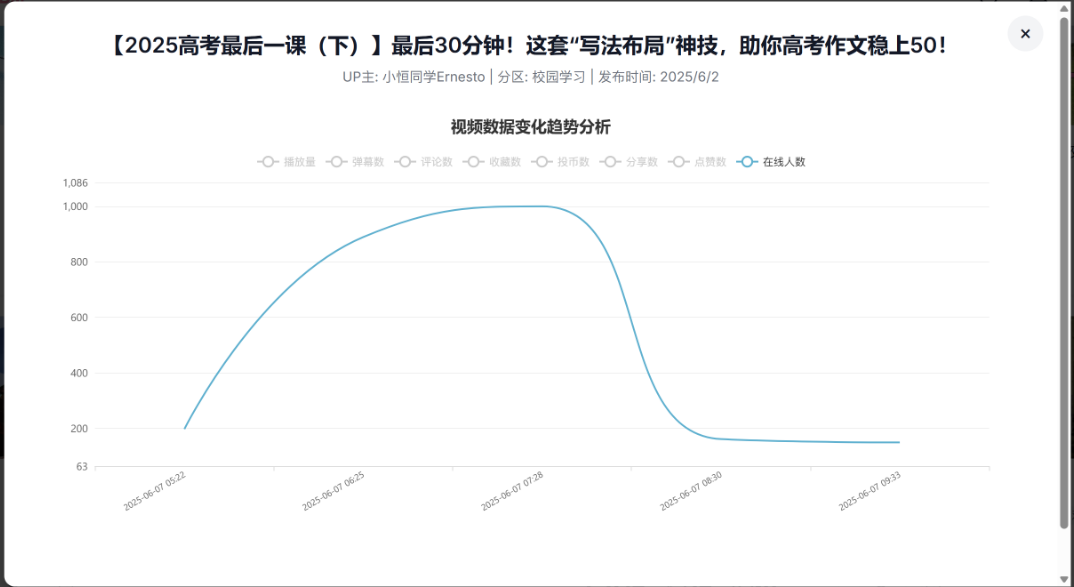 【2025高考最后一课（下）】最后30分钟！这套“写法布局”神技，助你高考作文稳上50！
×
UP主: 小恒同学Ernesto | 分区: 校园学习 | 发布时间: 2025/6/2
视频数据变化趋势分析
播放量 弹幕数 评论数 收藏数 投币数 分享数 点赞数 在线人数
1,086
1,000
800
600
400
200
63
2025-06-07 05:22 2025-06-07 06:25 2025-06-07 07:28 2025-06-07 08:30 2025-06-07 09:33